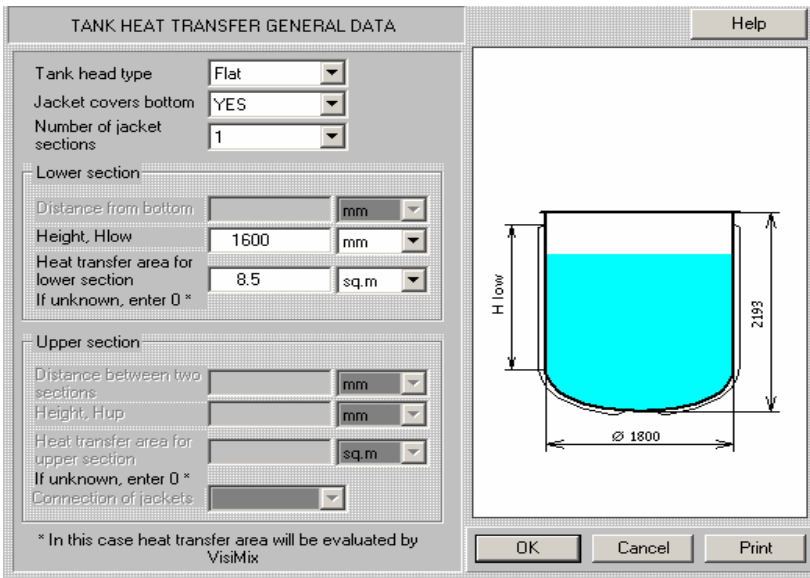 TANK HEAT TRANSFER GENERAL DATA
Help
Tank head type
Flat
Jacket covers bottom
YES
Number of jacket
sections
1
Lower section
Distance from bottom
mm
Height, Hlow
1600
mm
Heat transfer area for
lower section
8.5
sq.m
If unknown, enter 0 *
Upper section
Distance between two
sections
mm
Height, Hup
mm
Heat transfer area for
upper section
sq.m
If unknown, enter 0 *
Connection of jackets
* In this case heat transfer area will be evaluated by
VisiMix
H low
2193
Ø 1800
OK
Cancel
Print